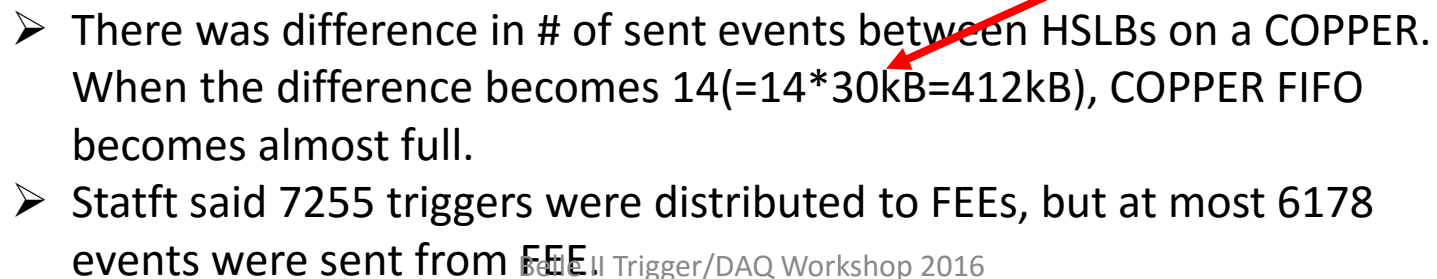 ➢ There was difference in # of sent events between HSLBs on a COPPER.
When the difference becomes 14(=14*30kB=412kB), COPPER FIFO
becomes almost full.
➢ Statft said 7255 triggers were distributed to FEEs, but at most 6178
events were sent from FEE.
Belle II Trigger/DAQ Workshop 2016